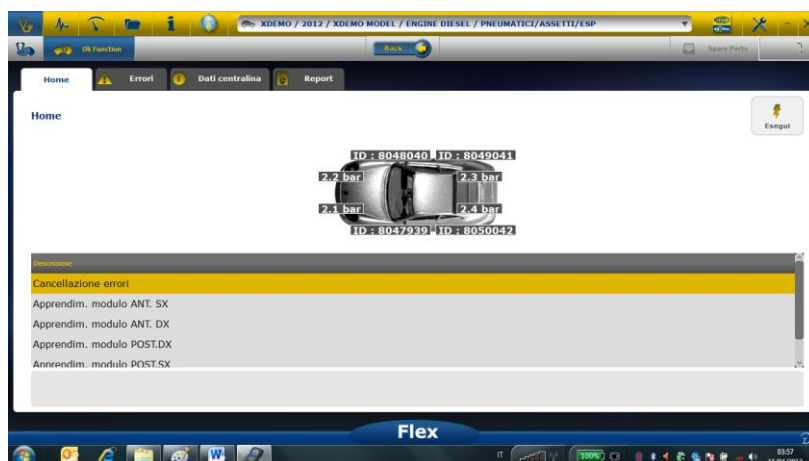 XDEMO / 2012 / XDEMO MODEL / ENGINE DIESEL / PNEUMATICI/ASSETTI/ESP
Ok Function
Back
Spare Parts
Home
Errori
Dati centralina
Report
Home
Esegui
ID : 8048040 ID : 8049041
2.2 bar 2.3 bar
2.1 bar 2.4 bar
ID : 8047939 ID : 8050042
Descrizione
Cancellazione errori
Apprendim. modulo ANT. SX
Apprendim. modulo ANT. DX
Apprendim. modulo POST.DX
Apprendim. modulo POST.SX
Flex
IT 100% 03:57